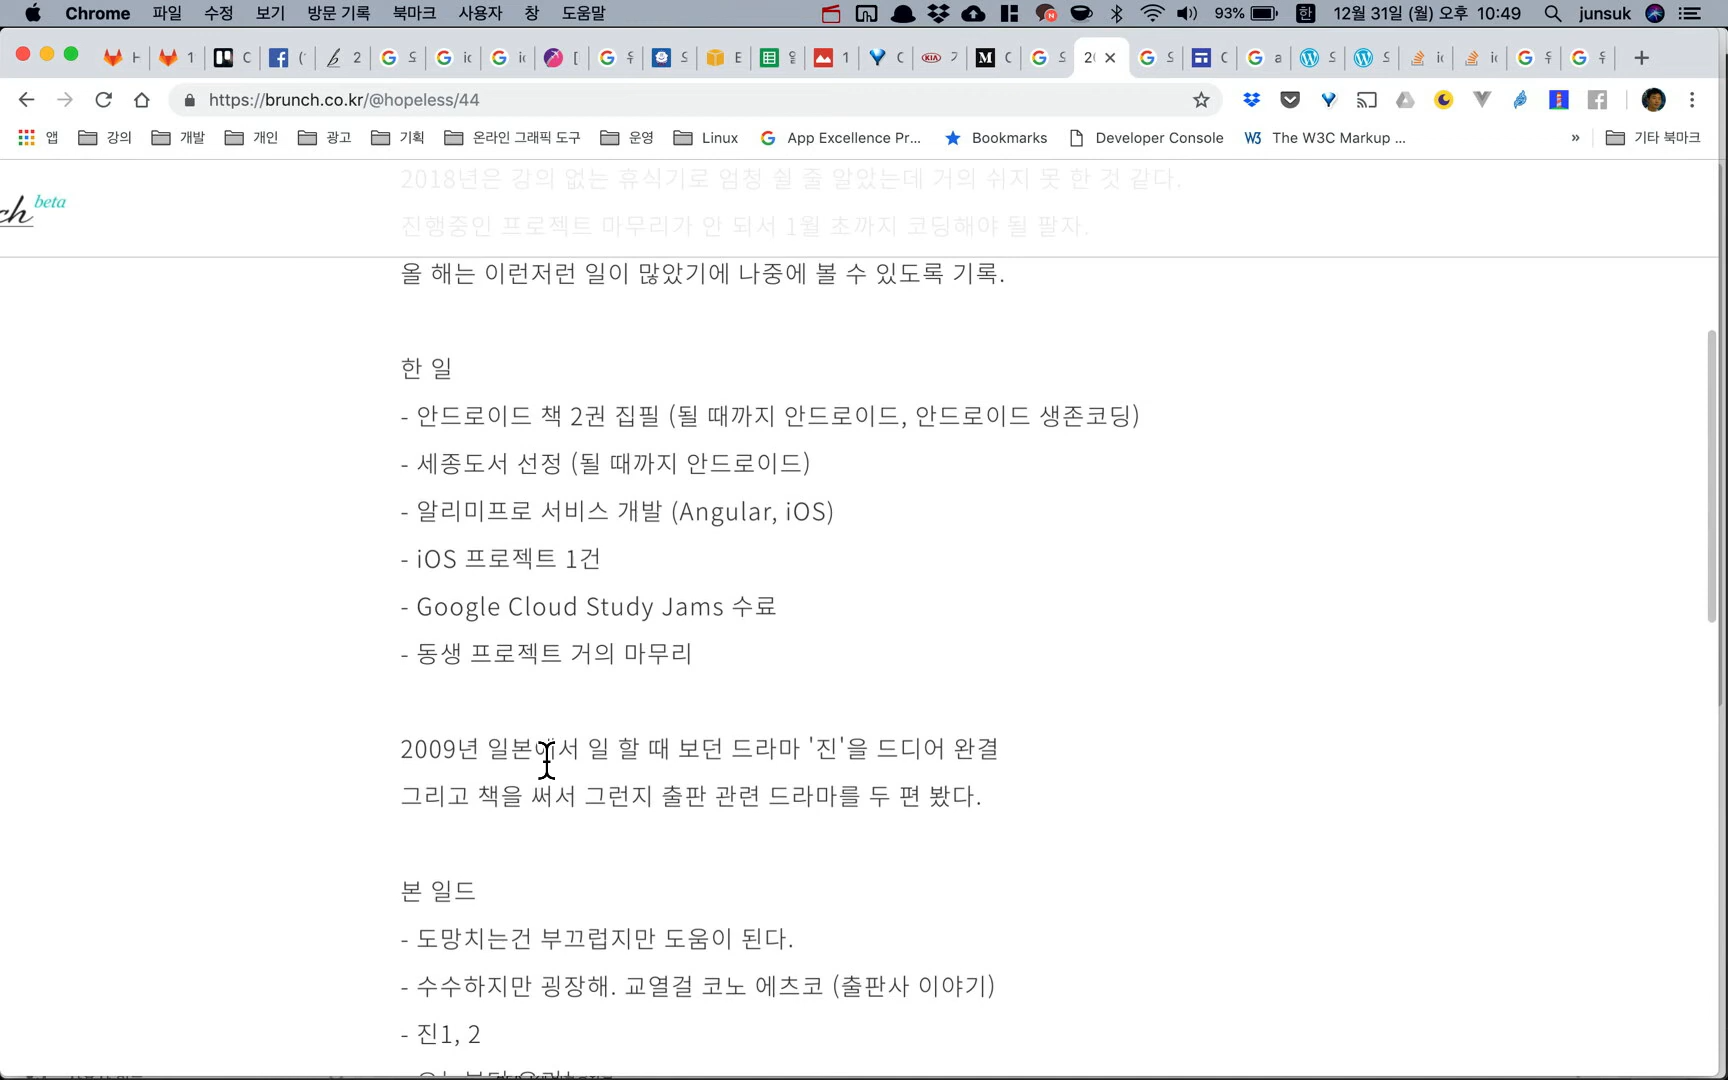 Chrome 파일 수정 보기 방문 기록 북마크 사용자 창 도움말 93% 한 12월 31일 (월) 오후 10:49 junsuk
https://brunch.co.kr/@hopeless/44
앱 강의 개발 개인 광고 기획 온라인 그래픽 도구 운영 Linux App Excellence Pr... Bookmarks Developer Console The W3C Markup ... » 기타 북마크
2018년은 강의 없는 휴식기로 엄청 쉴 줄 알았는데 거의 쉬지 못 한 것 같다.
ch beta
진행중인 프로젝트 마무리가 안 되서 1월 초까지 코딩해야 될 팔자.
올 해는 이런저런 일이 많았기에 나중에 볼 수 있도록 기록.
한 일
- 안드로이드 책 2권 집필 (될 때까지 안드로이드, 안드로이드 생존코딩)
- 세종도서 선정 (될 때까지 안드로이드)
- 알리미프로 서비스 개발 (Angular, iOS)
- iOS 프로젝트 1건
- Google Cloud Study Jams 수료
- 동생 프로젝트 거의 마무리
2009년 일본에서 일 할 때 보던 드라마 '진'을 드디어 완결
그리고 책을 써서 그런지 출판 관련 드라마를 두 편 봤다.
본 일드
- 도망치는건 부끄럽지만 도움이 된다.
- 수수하지만 굉장해. 교열걸 코노 에츠코 (출판사 이야기)
- 진1, 2